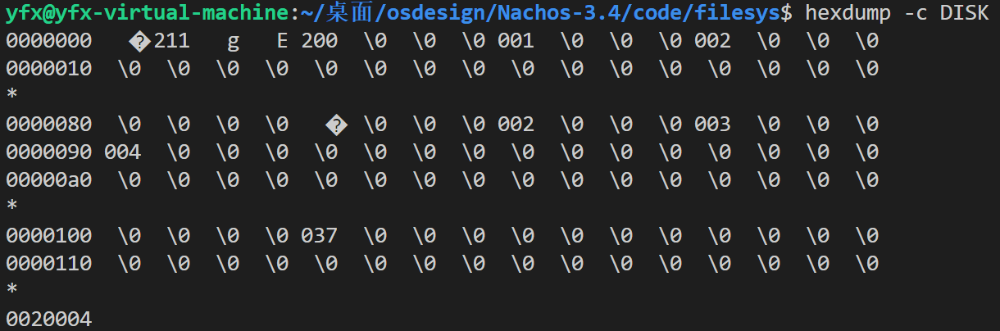 yfx@yfx-virtual-machine:~/桌面/osdesign/Nachos-3.4/code/filesys$ hexdump -c DISK
0000000   � 211   g   E 200  \0  \0  \0 001  \0  \0  \0 002  \0  \0  \0
0000010  \0  \0  \0  \0  \0  \0  \0  \0  \0  \0  \0  \0  \0  \0  \0  \0
*
0000080  \0  \0  \0  \0   �  \0  \0  \0 002  \0  \0  \0 003  \0  \0  \0
0000090 004  \0  \0  \0  \0  \0  \0  \0  \0  \0  \0  \0  \0  \0  \0  \0
00000a0  \0  \0  \0  \0  \0  \0  \0  \0  \0  \0  \0  \0  \0  \0  \0  \0
*
0000100  \0  \0  \0  \0 037  \0  \0  \0  \0  \0  \0  \0  \0  \0  \0  \0
0000110  \0  \0  \0  \0  \0  \0  \0  \0  \0  \0  \0  \0  \0  \0  \0  \0
*
0020004